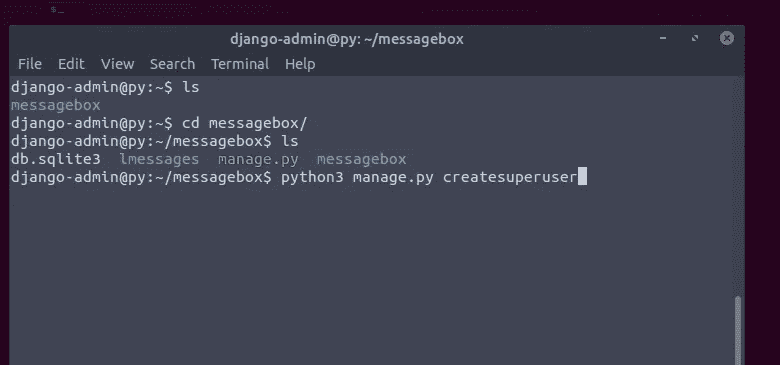 $_
django-admin@py: ~/messagebox
File Edit View Search Terminal Help
django-admin@py:~$ ls
messagebox
django-admin@py:~$ cd messagebox/
django-admin@py:~/messagebox$ ls
db.sqlite3 lmessages manage.py messagebox
django-admin@py:~/messagebox$ python3 manage.py createsuperuser